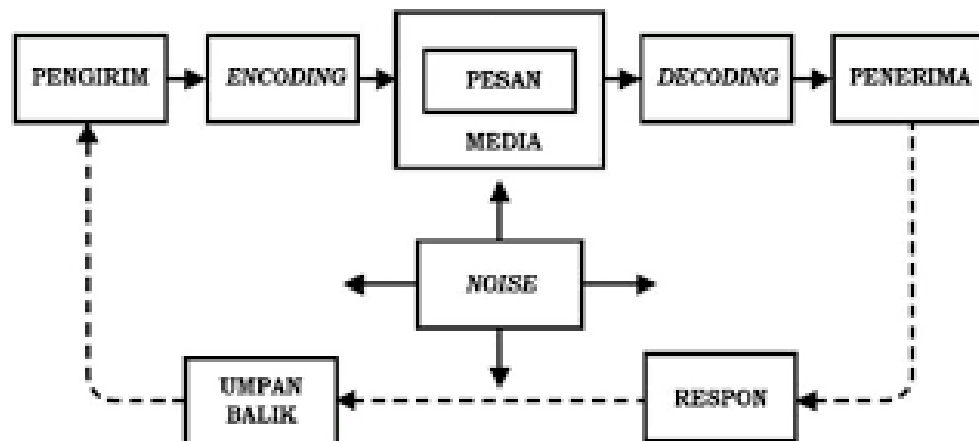 PENGIRIM
ENCODING
PESAN
MEDIA
DECODING
PENERIMA
NOISE
UMPAN
BALIK
RESPON